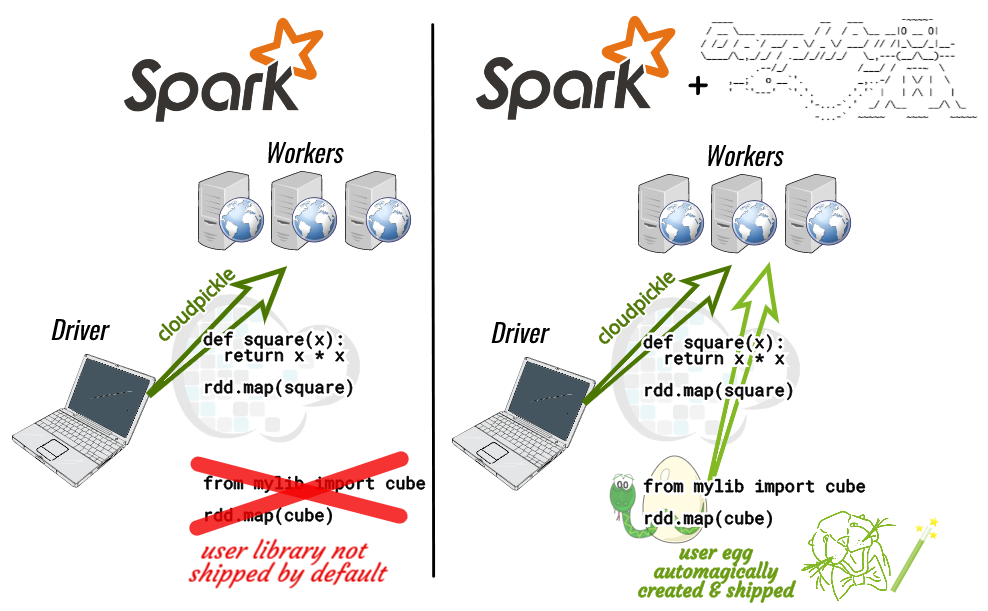 Spark
Workers
cloudpickle
Driver
def square(x):
return x * x
rdd.map(square)
from mylib import cube
rdd.map(cube)
user library not
shipped by default
Spark
+
Workers
cloudpickle
Driver
def square(x):
return x * x
rdd.map(square)
from mylib import cube
rdd.map(cube)
user egg
automagically
created & shipped